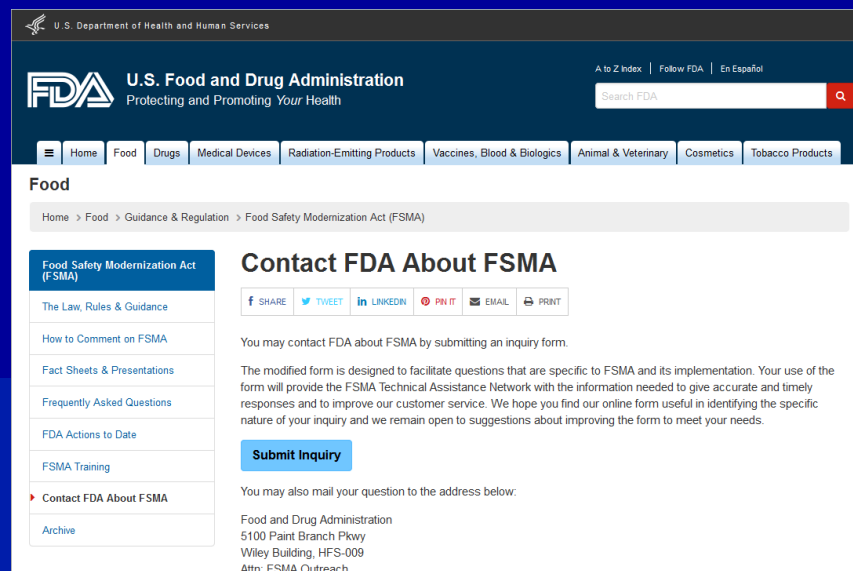 U.S. Department of Health and Human Services
A to Z Index | Follow FDA | En Español
FDA
U.S. Food and Drug Administration
Protecting and Promoting Your Health
Search FDA
Home
Food
Drugs
Medical Devices
Radiation-Emitting Products
Vaccines, Blood & Biologics
Animal & Veterinary
Cosmetics
Tobacco Products
Food
Home > Food > Guidance & Regulation > Food Safety Modernization Act (FSMA)
Food Safety Modernization Act
(FSMA)
The Law, Rules & Guidance
How to Comment on FSMA
Fact Sheets & Presentations
Frequently Asked Questions
FDA Actions to Date
FSMA Training
Contact FDA About FSMA
Archive
Contact FDA About FSMA
SHARE
TWEET
LINKEDIN
PIN IT
EMAIL
PRINT
You may contact FDA about FSMA by submitting an inquiry form.
The modified form is designed to facilitate questions that are specific to FSMA and its implementation. Your use of the
form will provide the FSMA Technical Assistance Network with the information needed to give accurate and timely
responses and to improve our customer service. We hope you find our online form useful in identifying the specific
nature of your inquiry and we remain open to suggestions about improving the form to meet your needs.
Submit Inquiry
You may also mail your question to the address below:
Food and Drug Administration
5100 Paint Branch Pkwy
Wiley Building, HFS-009
Attn: FSMA Outreach